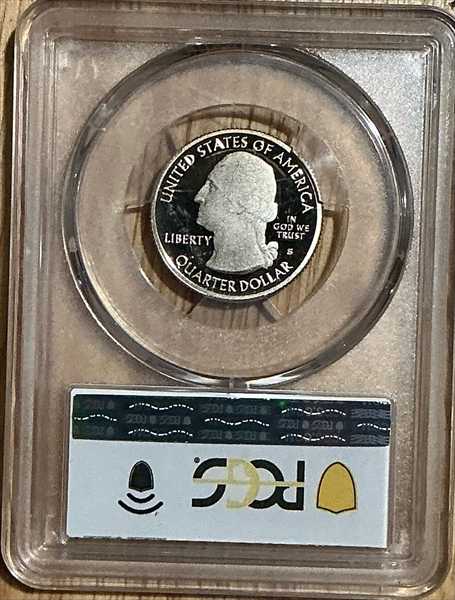 UNITED STATES OF AMERICA
LIBERTY
IN
GOD WE
TRUST
S
QUARTER DOLLAR
PCGS